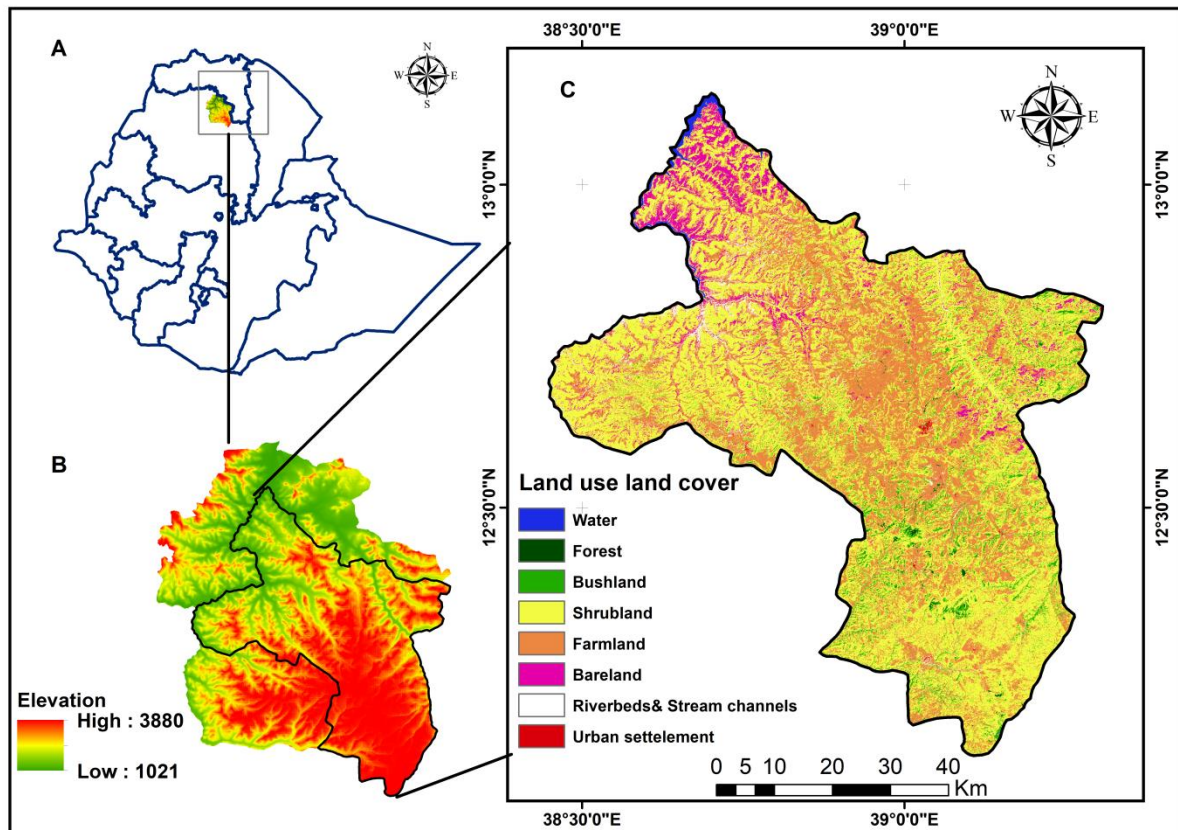 A
N
W E
S
B
Elevation
High : 3880
Low : 1021
38°30'0"E
39°0'0"E
C
N
W E
S
13°0'0"N
13°0'0"N
12°30'0"N
12°30'0"N
Land use land cover
Water
Forest
Bushland
Shrubland
Farmland
Bareland
Riverbeds& Stream channels
Urban settelement
0 5 10 20 30 40
Km
38°30'0"E
39°0'0"E